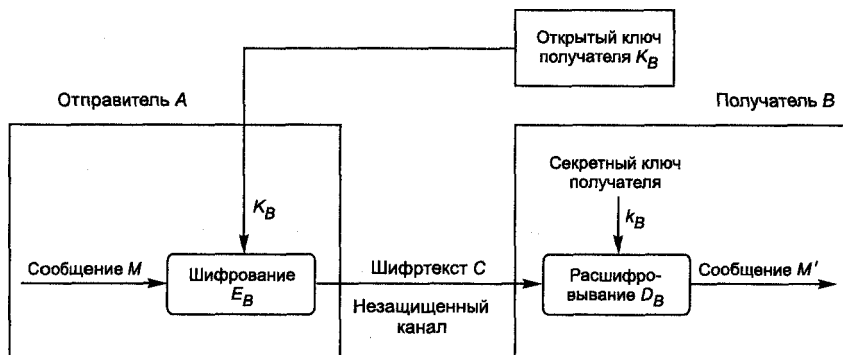 Открытый ключ
получателя K_B
Отправитель A
Получатель B
Секретный ключ
получателя
K_B
k_B
Сообщение M
Шифрование
E_B
Шифртекст C
Незащищенный
канал
Расшифро-
вывание D_B
Сообщение M′